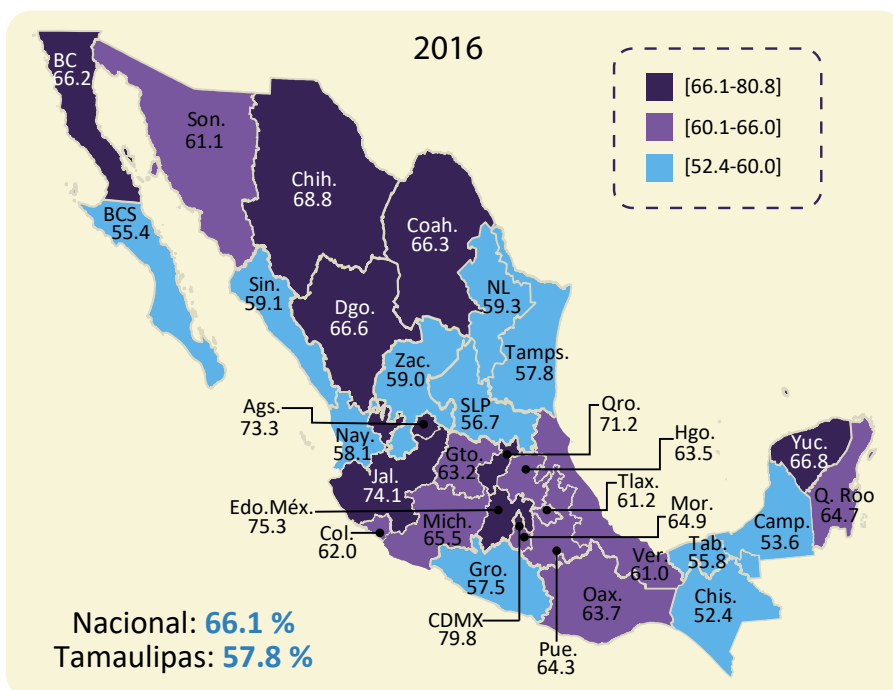 2016
[66.1-80.8]
[60.1-66.0]
[52.4-60.0]
BC
66.2
Son.
61.1
Chih.
68.8
Coah.
66.3
BCS
55.4
Sin.
59.1
Dgo.
66.6
NL
59.3
Tamps.
57.8
Zac.
59.0
SLP
56.7
Ags.
73.3
Nay.
58.1
Qro.
71.2
Hgo.
63.5
Gto.
63.2
Jal.
74.1
Tlax.
61.2
Yuc.
66.8
Q. Roo
64.7
Edo.Méx.
75.3
Mich.
65.5
Mor.
64.9
Camp.
53.6
Col.
62.0
Ver.
61.0
Tab.
55.8
Gro.
57.5
Oax.
63.7
Chis.
52.4
CDMX
79.8
Pue.
64.3
Nacional: 66.1 %
Tamaulipas: 57.8 %